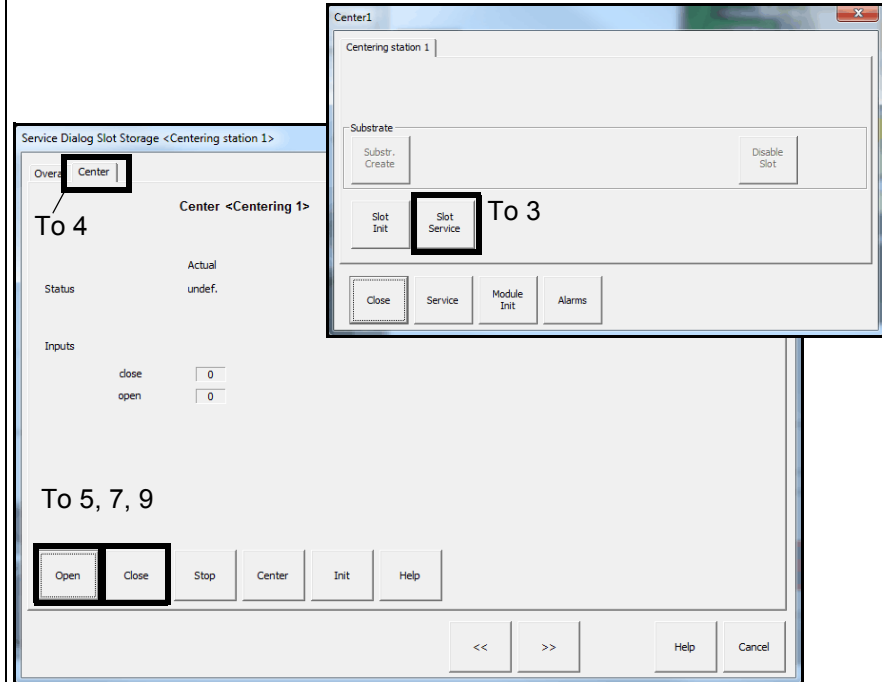 Center1
Centering station 1
Substrate
Substr.
Create
Disable
Slot
Slot
Init
Slot
Service
To 3
Close
Service
Module
Init
Alarms
Service Dialog Slot Storage <Centering station 1>
Overa
Center
To 4
Center <Centering 1>
Actual
Status
undef.
Inputs
close
0
open
0
To 5, 7, 9
Open
Close
Stop
Center
Init
Help
<<
>>
Help
Cancel